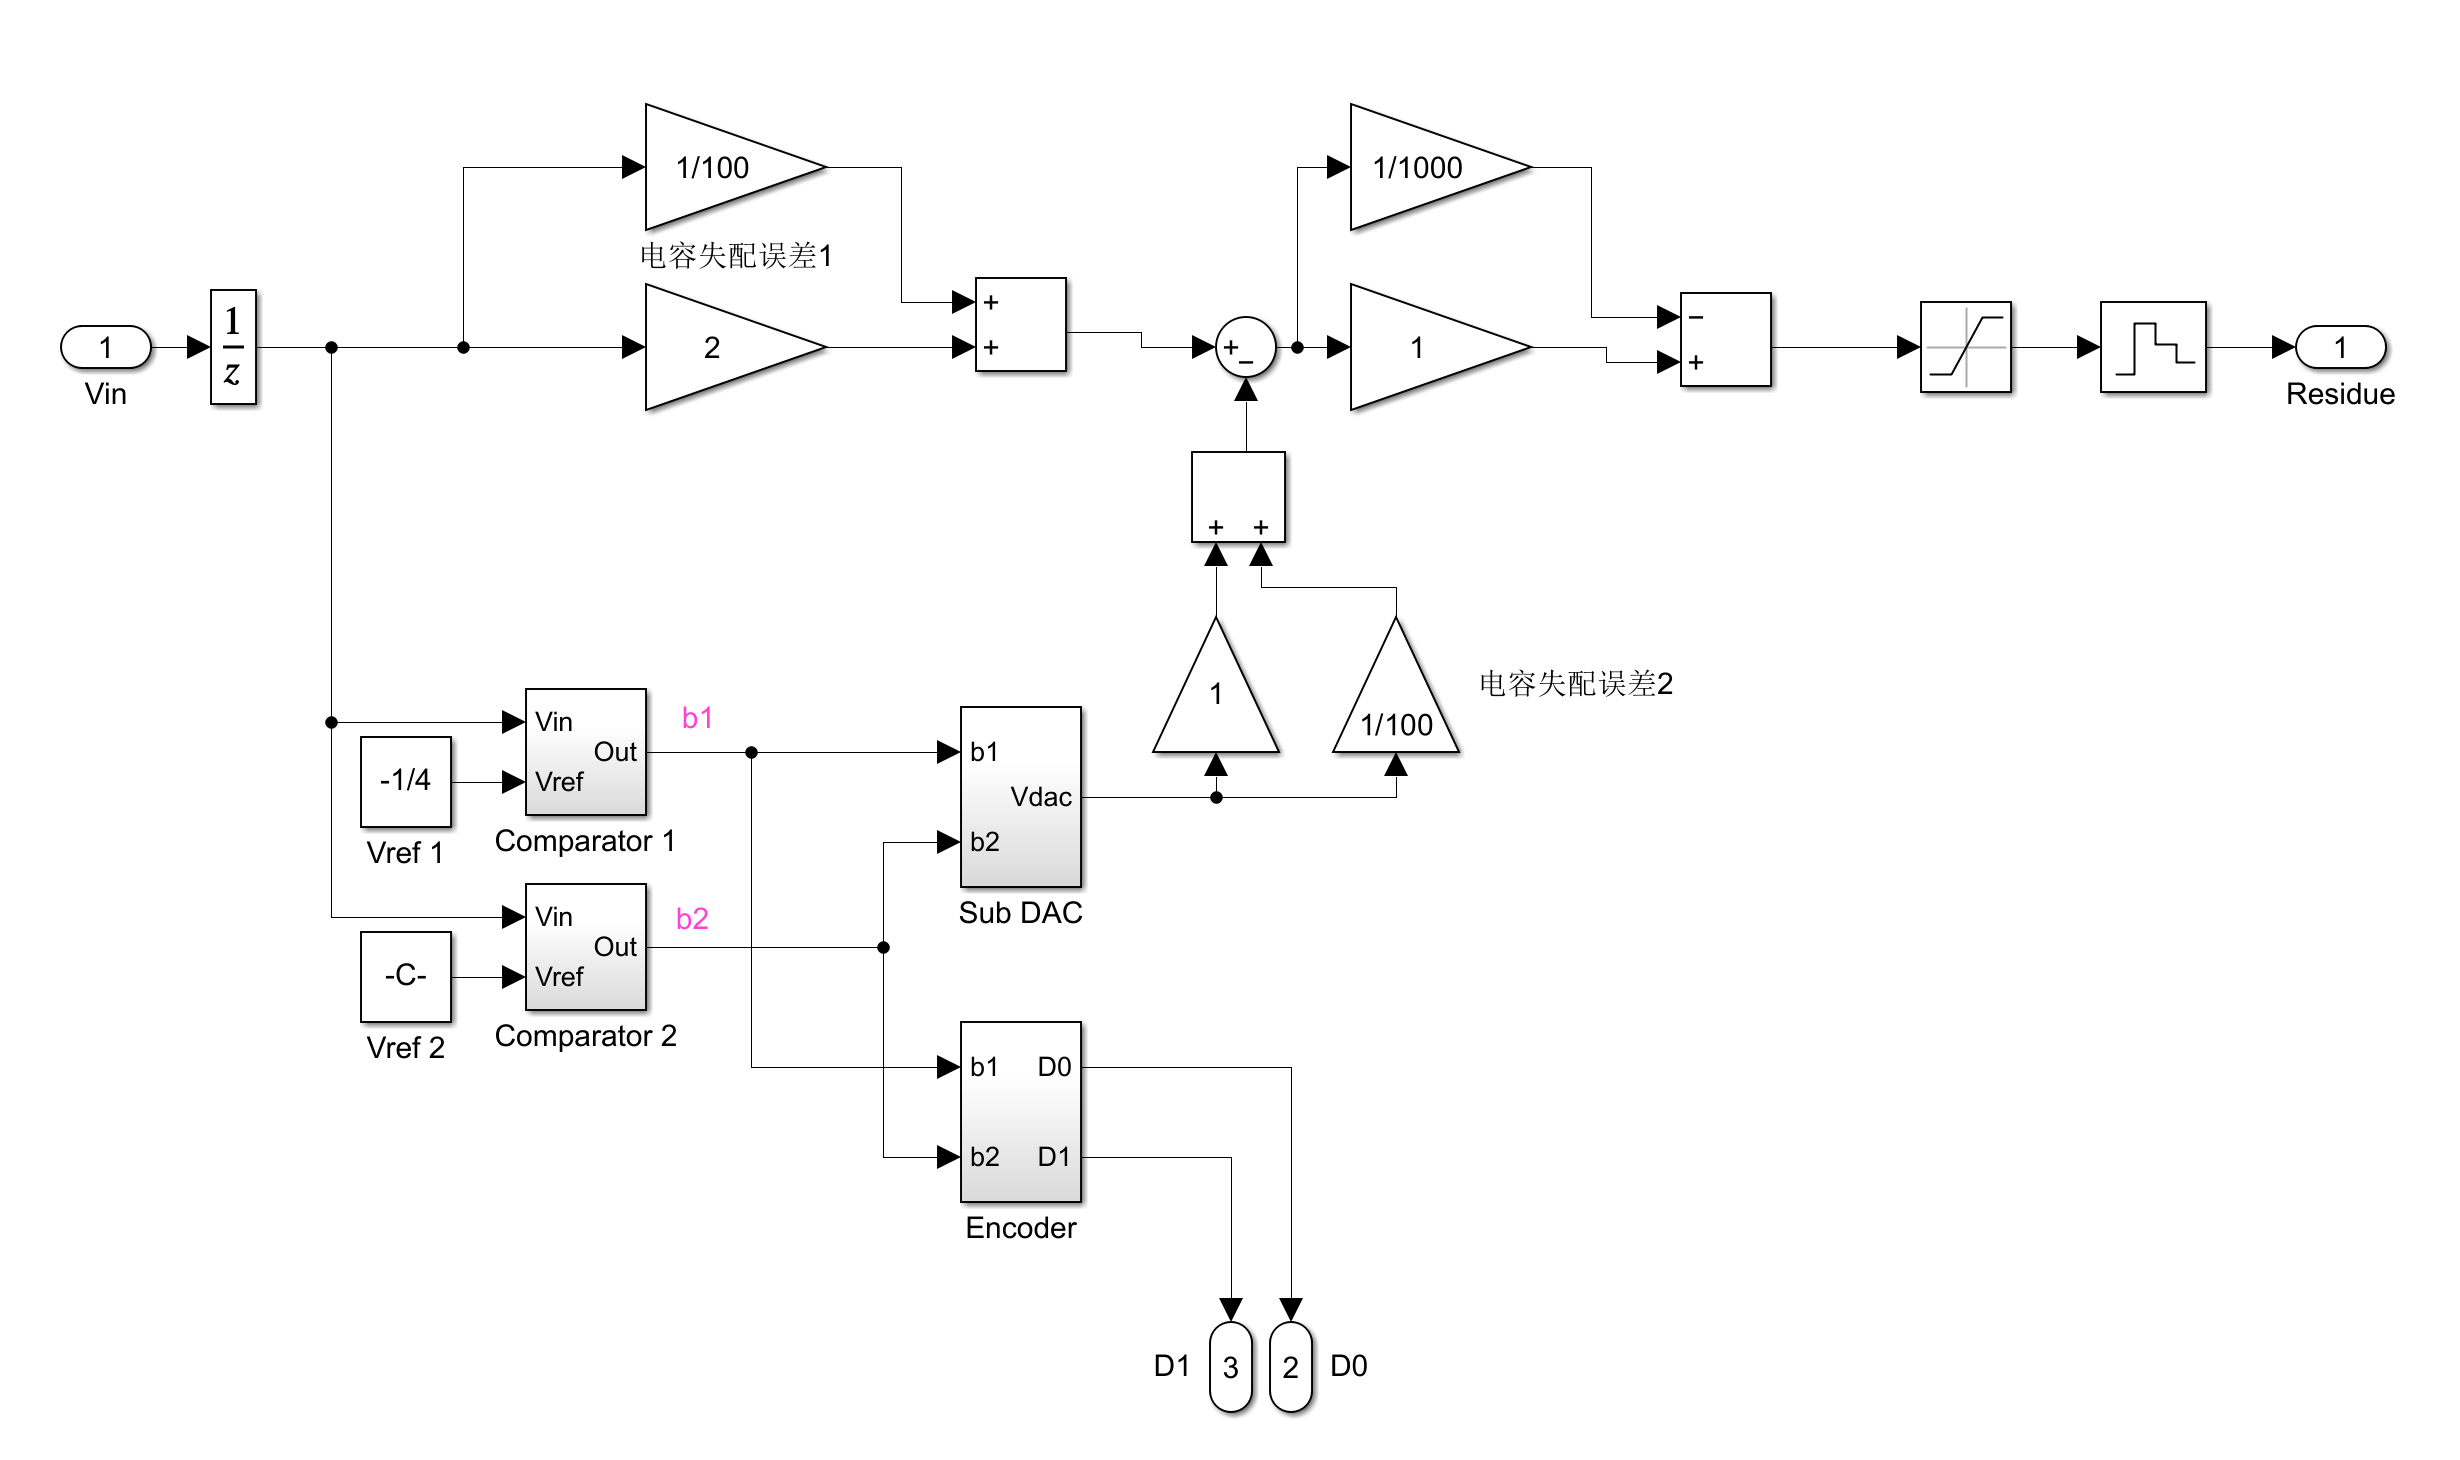 1/100
1/1000
电容失配误差1
1
Vin
1
z
2
+
+
+
−
1
−
+
1
Residue
+ +
1
1/100
电容失配误差2
Vin
Out
Vref
b1
-1/4
Vref 1
Comparator 1
b1
Vdac
b2
Sub DAC
Vin
Out
Vref
b2
-C-
Vref 2
Comparator 2
b1 D0
b2 D1
Encoder
D1 3 2 D0